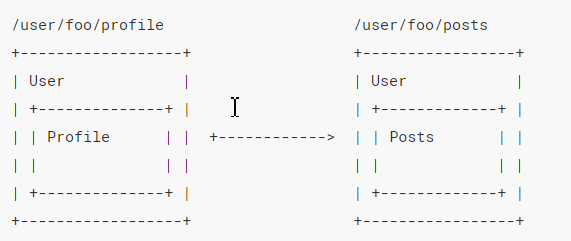 /user/foo/profile                     /user/foo/posts
+------------------+                  +-----------------+
| User             |                  | User            |
| +--------------+ |                  | +-------------+ |
| | Profile      | |  +------------>  | | Posts       | |
| |              | |                  | |             | |
| +--------------+ |                  | +-------------+ |
+------------------+                  +-----------------+